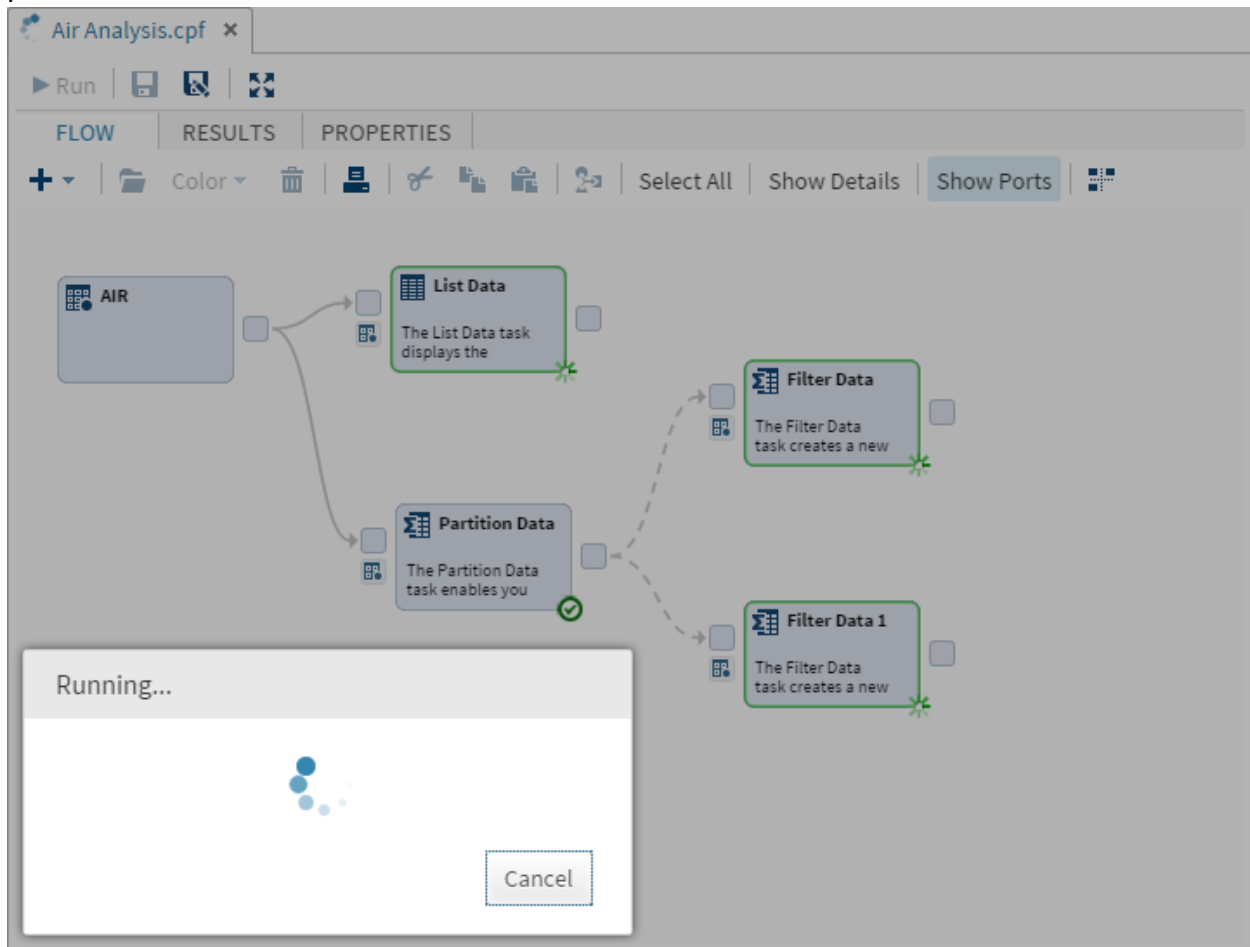 Air Analysis.cpf ×
Run
FLOW RESULTS PROPERTIES
Color Select All Show Details Show Ports
AIR
List Data
The List Data task
displays the
Filter Data
The Filter Data
task creates a new
Partition Data
The Partition Data
task enables you
Filter Data 1
The Filter Data
task creates a new
Running...
Cancel